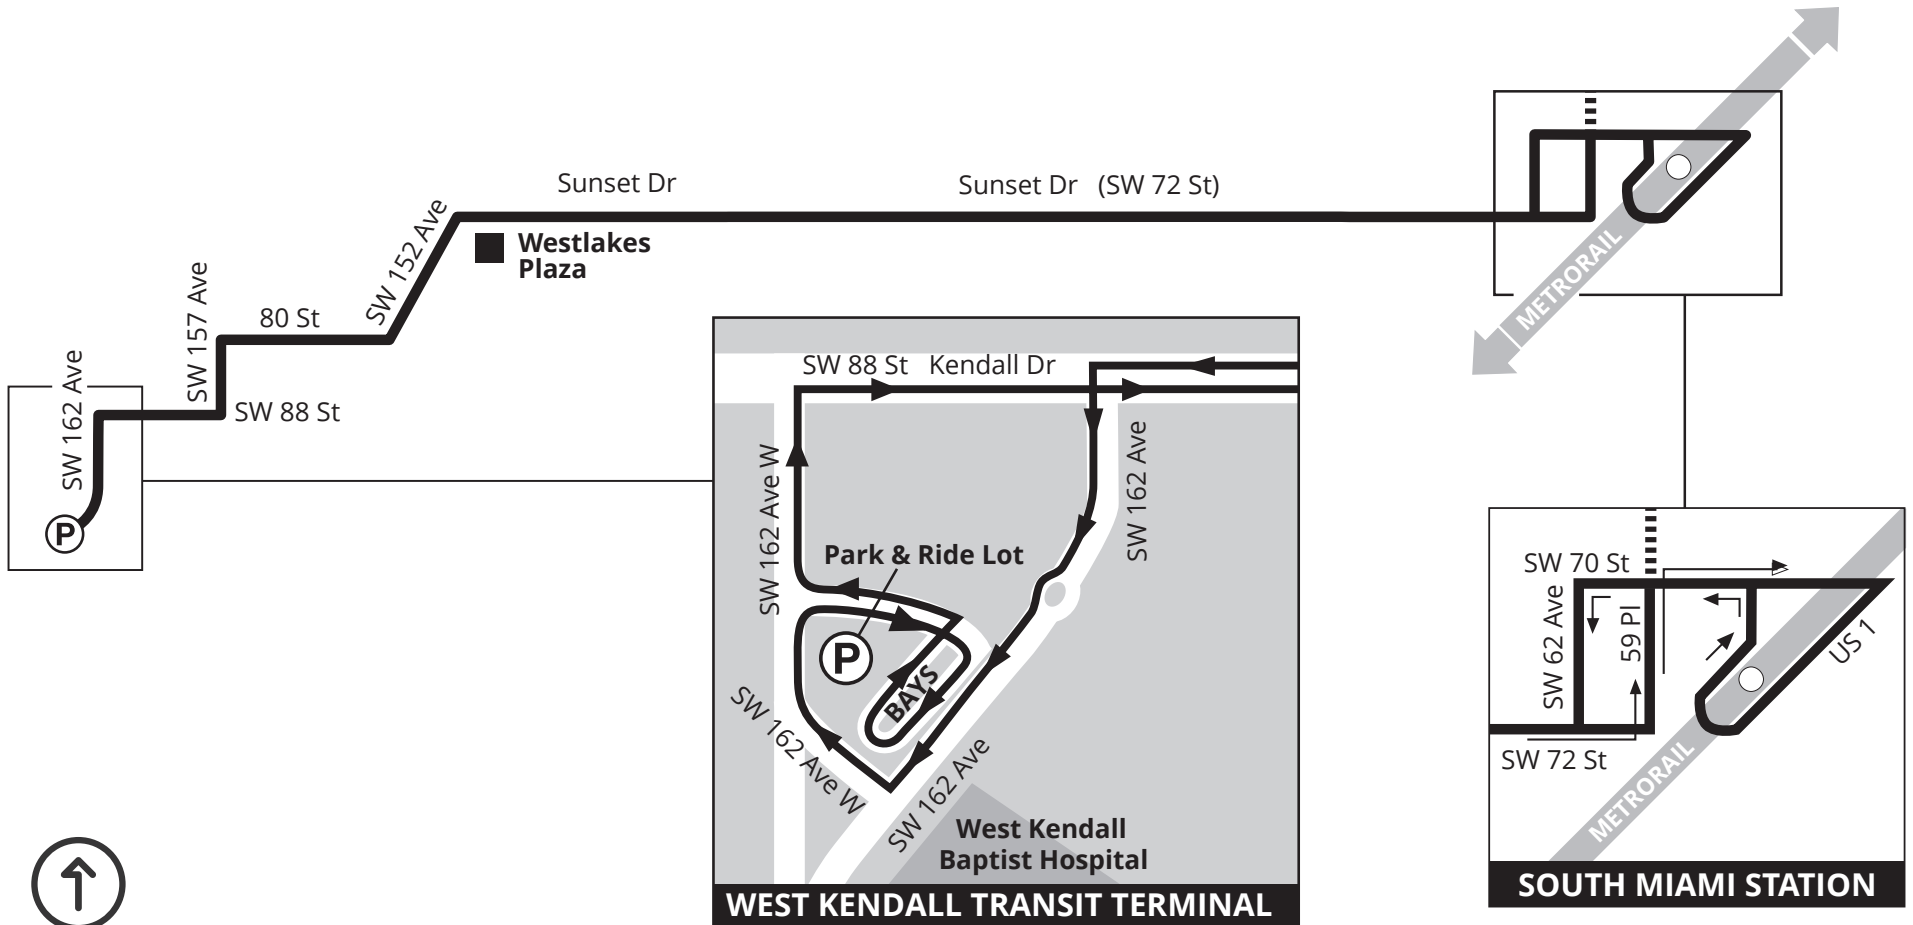 Sunset Dr
Sunset Dr (SW 72 St)
Westlakes
Plaza
SW 152 Ave
SW 157 Ave
80 St
SW 162 Ave
SW 88 St
P
METRORAIL
SW 88 St Kendall Dr
SW 162 Ave W
SW 162 Ave
Park & Ride Lot
P
BAYS
SW 162 Ave W
SW 162 Ave
West Kendall
Baptist Hospital
WEST KENDALL TRANSIT TERMINAL
SW 70 St
SW 62 Ave
59 Pl
US 1
SW 72 St
METRORAIL
SOUTH MIAMI STATION